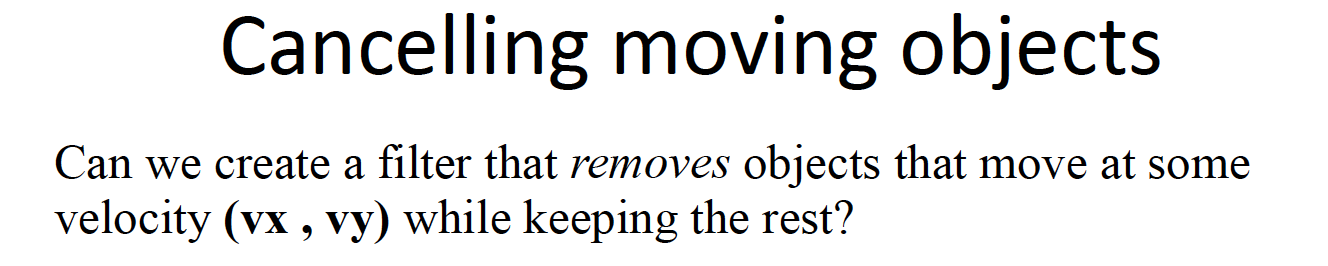 Cancelling moving objects
Can we create a filter that removes objects that move at some
velocity (vx , vy) while keeping the rest?